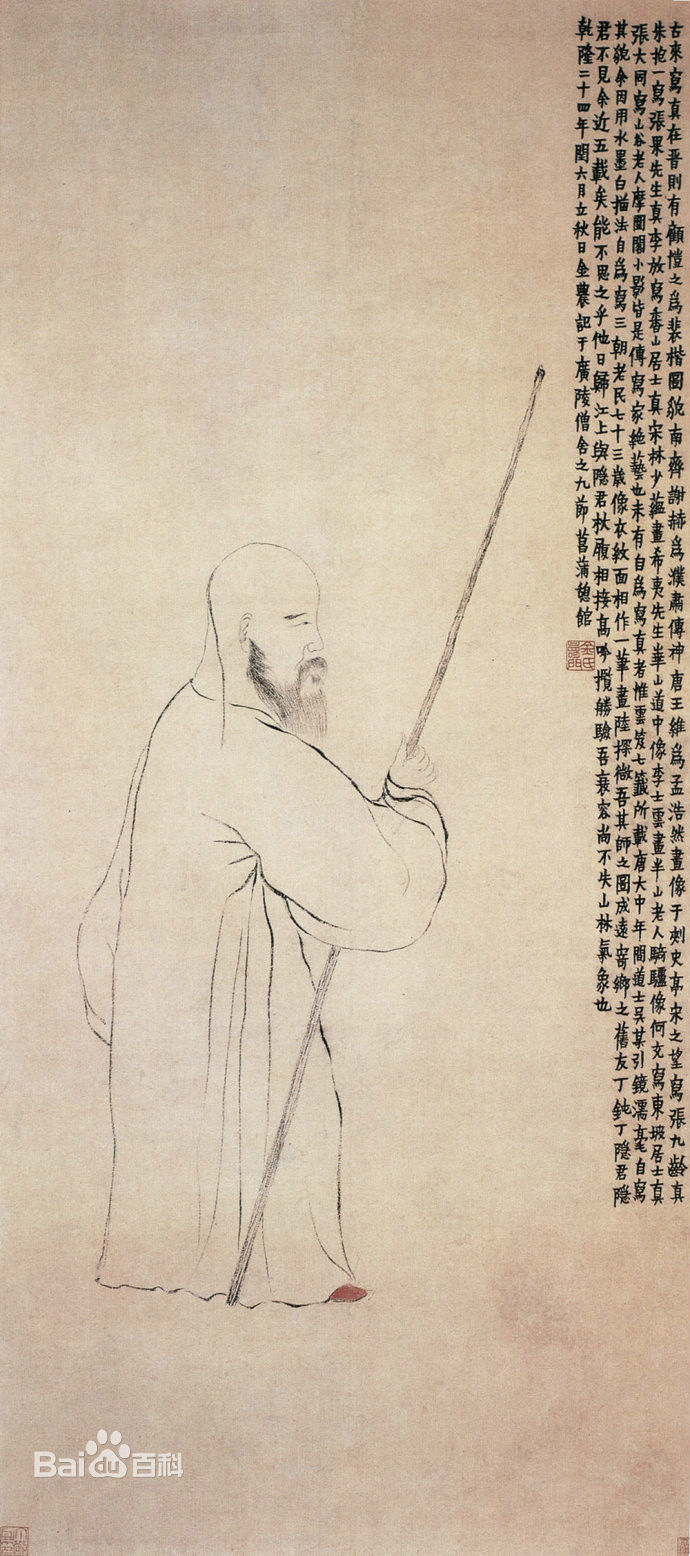 古來寫真在晋則有顧愷之爲裴楷圖貌南齊謝赫爲濮肅傳神唐王維爲孟浩然畫像于刺史亭宋之望寫張九齡真
朱抱一寫張果先生真李放寫香山居士真宋林少蘊畫希夷先生崋山道中像李士雲畫半山老人騎驢像何充寫東坡居士真
張大同寫山谷老人摩圍閣小影皆是傳寫家絶藝也未有自爲寫真者惟雲笈七籤所載唐大中年間道士吴某引鏡濡毫自寫
其貌余因用水墨白描法自爲寫三朝老民七十三歲像衣紋面相作一筆畫陸探微吾其師之圖成遠寄鄉之舊友丁鈍丁隱君隱
君不見余近五載矣能不思之乎他日歸江上與隱君杖履相接高吟攬勝驗吾衰容尚不失山林氣象也
乾隆二十四年閏六月立秋日金農記于廣陵僧舍之九節菖蒲憩館
金氏
Bai百科